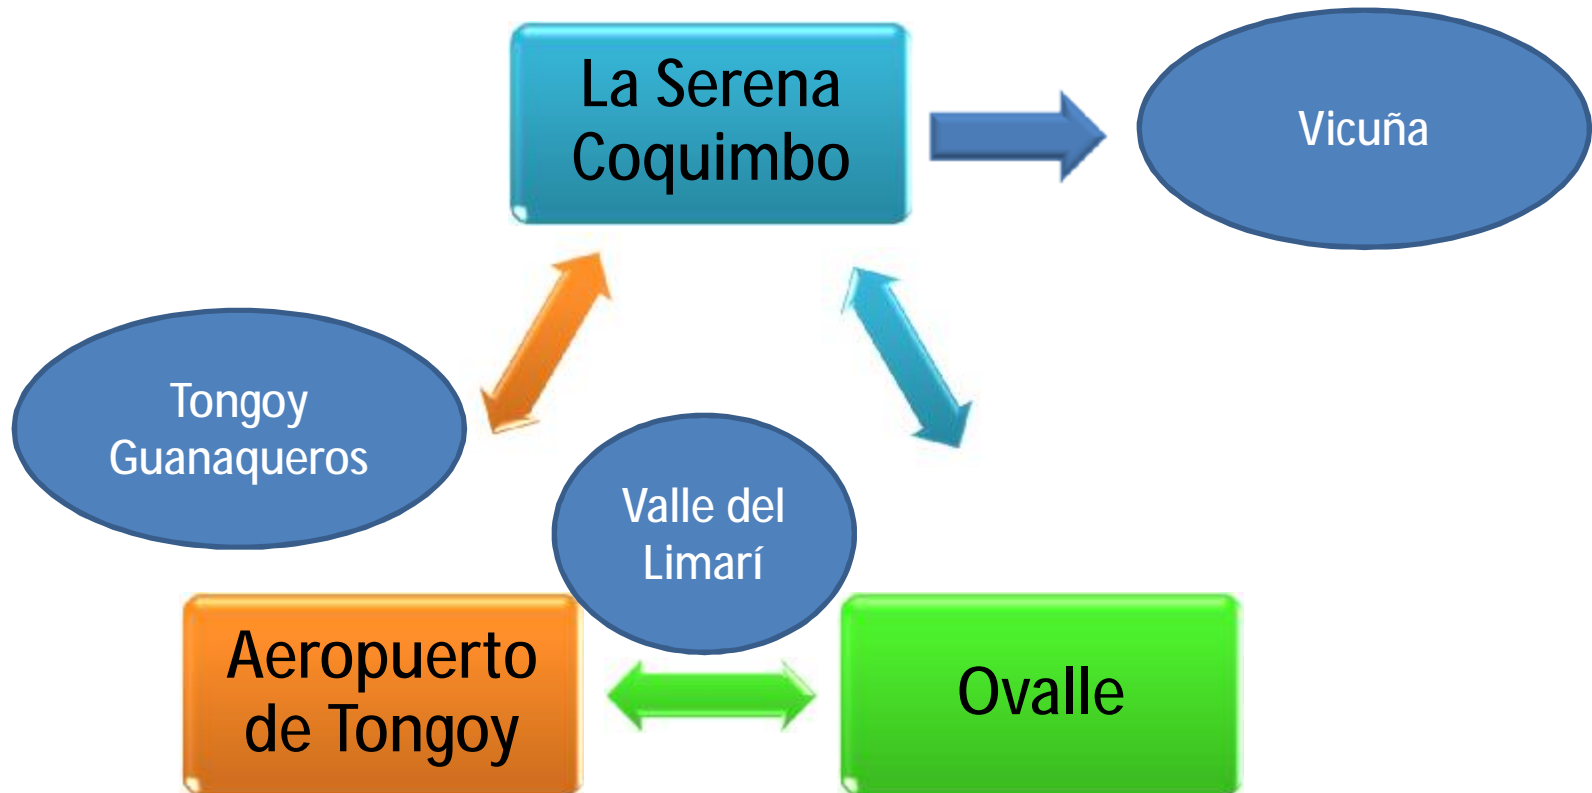 La Serena
Coquimbo
Vicuña
Tongoy
Guanaqueros
Valle del
Limarí
Aeropuerto
de Tongoy
Ovalle